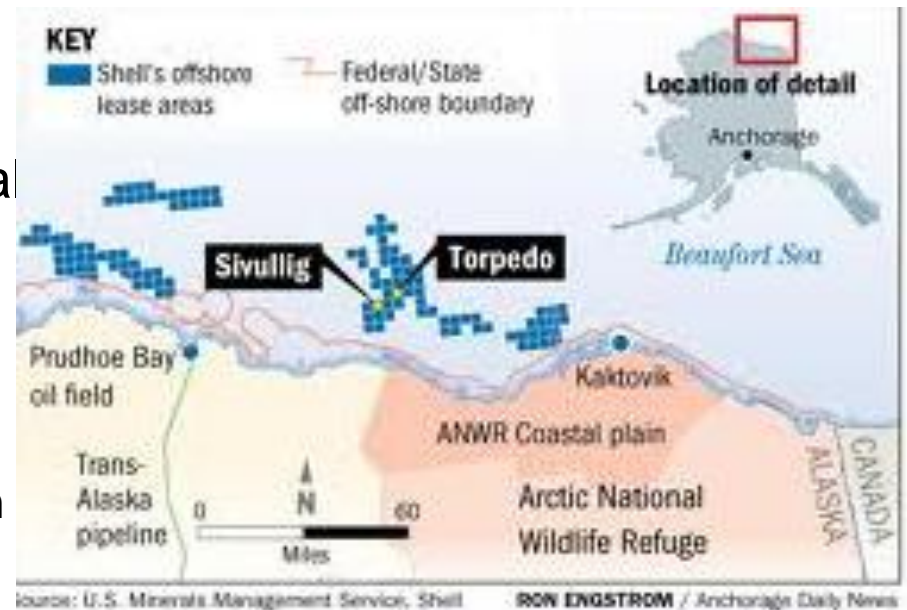 KEY
Shell's offshore
lease areas
Federal/State
off-shore boundary
Location of detail
Anchorage
Beaufort Sea
Sivullig
Torpedo
Prudhoe Bay
oil field
Kaktovik
ANWR Coastal plain
Trans-
Alaska
pipeline
N
0 60
Miles
Arctic National
Wildlife Refuge
ALASKA
CANADA
Source: U.S. Minerals Management Service, Shell
RON ENGSTROM / Anchorage Daily News